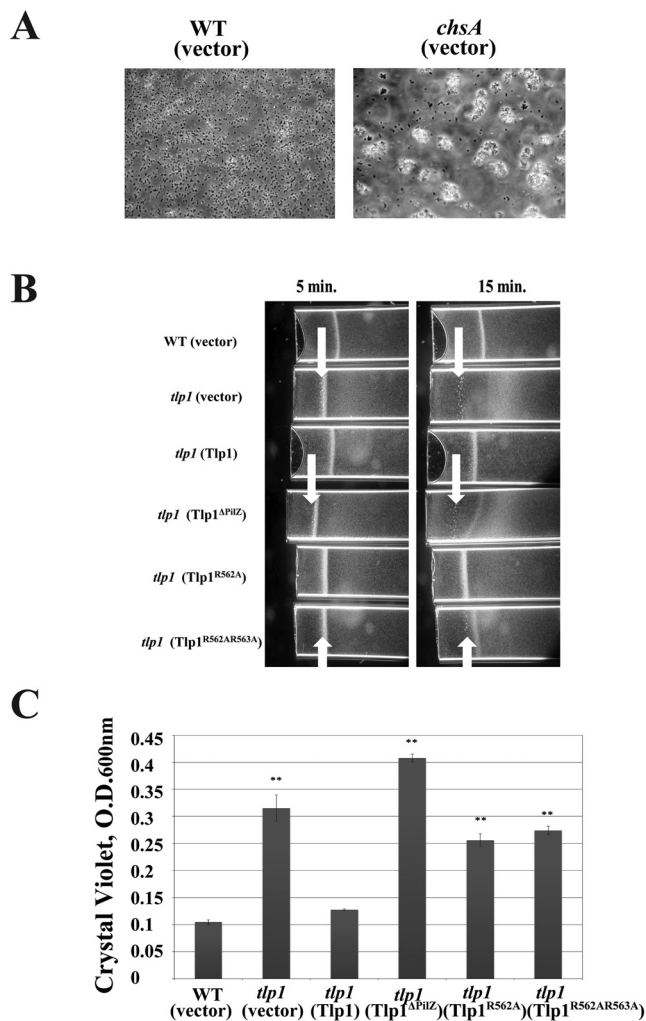 A
WT
(vector)
chsA
(vector)
B
5 min.
15 min.
WT (vector)
tlp1 (vector)
tlp1 (Tlp1)
tlp1 (Tlp1ΔPilZ)
tlp1 (Tlp1R562A)
tlp1 (Tlp1R562AR563A)
C
Crystal Violet, O.D.600nm
0.45
0.4
0.35
0.3
0.25
0.2
0.15
0.1
0.05
0
**
**
**
**
WT
(vector)
tlp1
(vector)
tlp1
(Tlp1)
tlp1
(Tlp1ΔPilZ)
tlp1
(Tlp1R562A)
tlp1
(Tlp1R562AR563A)